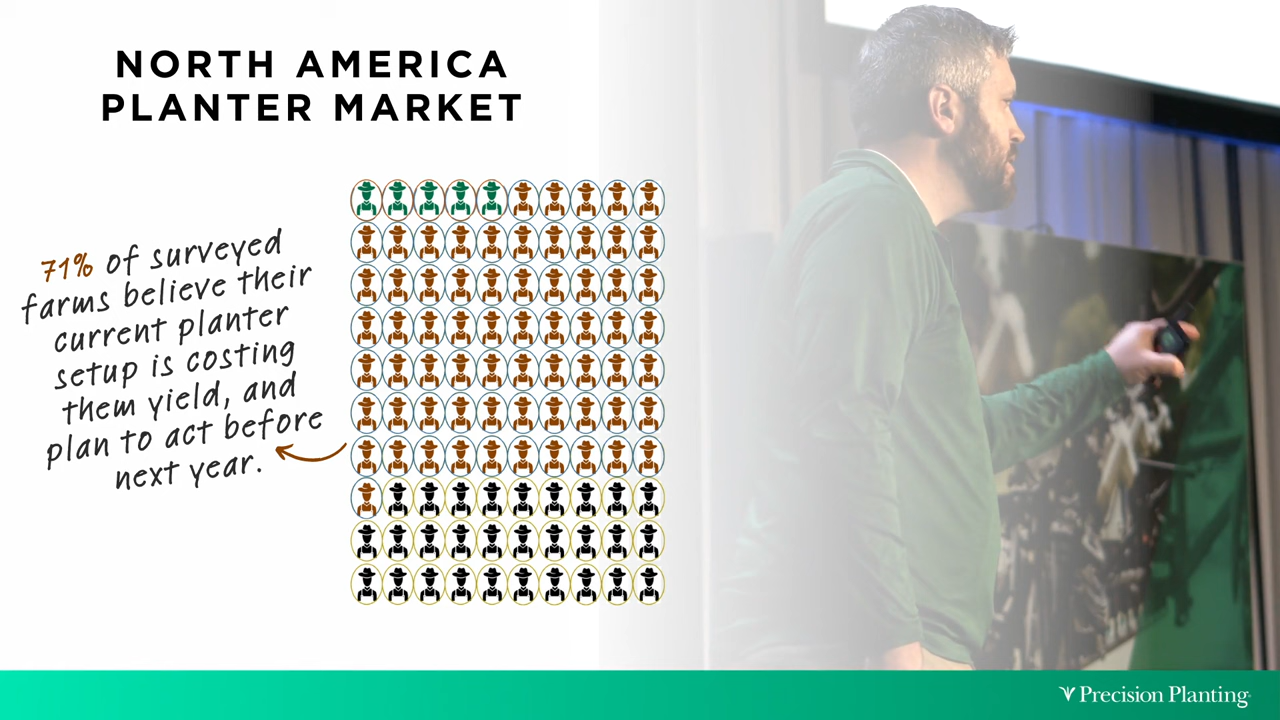 NORTH AMERICA
PLANTER MARKET
71% of surveyed
farms believe their
current planter
setup is costing
them yield, and
plan to act before
next year.
Precision Planting